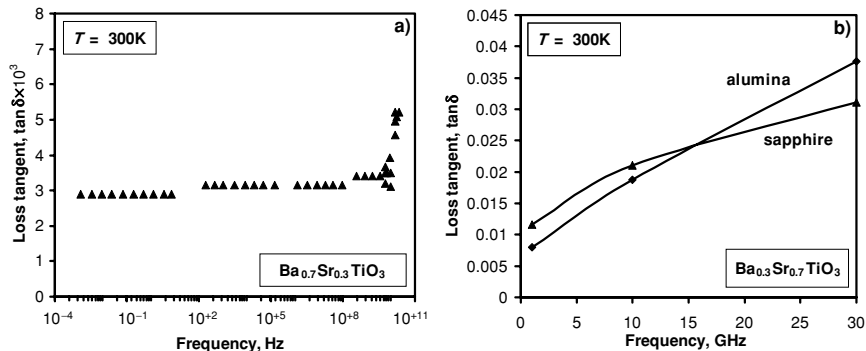 a)
T = 300K
Loss tangent, tanδ×10³
8
7
6
5
4
3
2
1
0
Ba0.7Sr0.3TiO3
10⁻⁴ 10⁻¹ 10⁺² 10⁺⁵ 10⁺⁸ 10⁺¹¹
Frequency, Hz
b)
T = 300K
Loss tangent, tanδ
0.045
0.04
0.035
0.03
0.025
0.02
0.015
0.01
0.005
0
alumina
sapphire
Ba0.3Sr0.7TiO3
0 5 10 15 20 25 30
Frequency, GHz